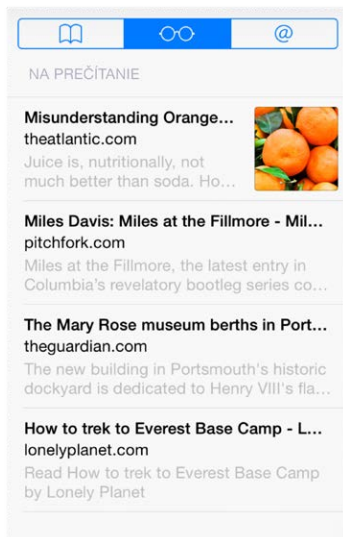 @
NA PREČÍTANIE
Misunderstanding Orange...
theatlantic.com
Juice is, nutritionally, not
much better than soda. Ho...
Miles Davis: Miles at the Fillmore - Mil...
pitchfork.com
Miles at the Fillmore, the latest entry in
Columbia's revelatory bootleg series co...
The Mary Rose museum berths in Port...
theguardian.com
The new building in Portsmouth's historic
dockyard is dedicated to Henry VIII's fla...
How to trek to Everest Base Camp - L...
lonelyplanet.com
Read How to trek to Everest Base Camp
by Lonely Planet